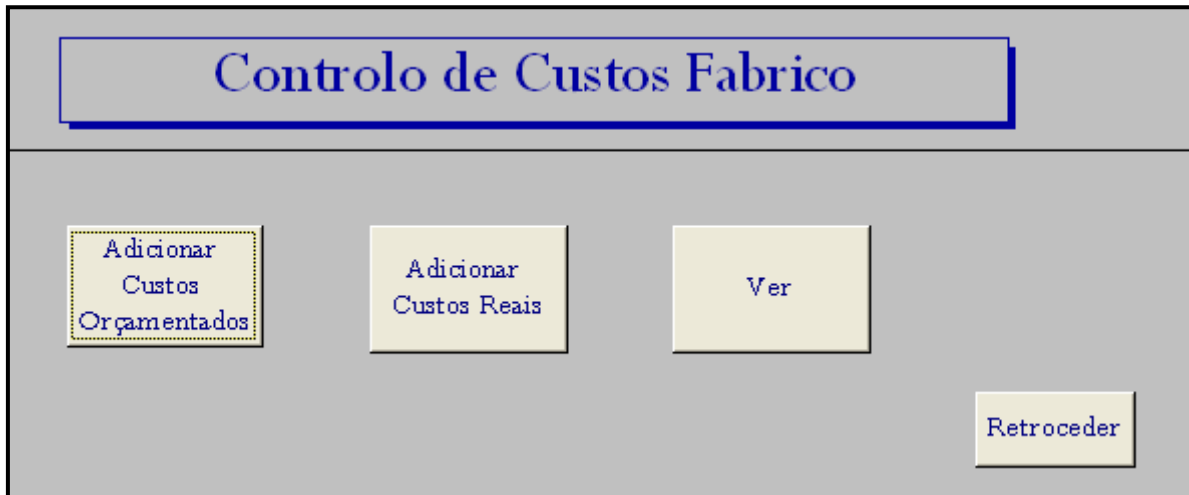 Controlo de Custos Fabrico
Adicionar
Custos
Orçamentados
Adicionar
Custos Reais
Ver
Retroceder